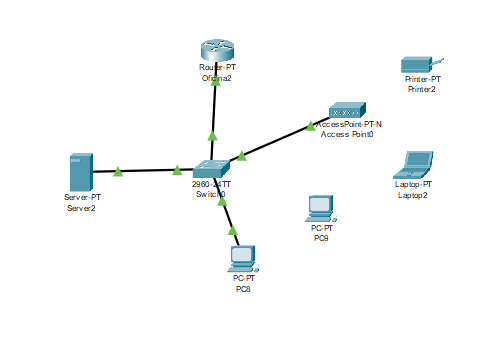 Router-PT
Oficina2
Printer-PT
Printer2
AccessPoint-PT-N
Access Point0
2960-24TT
Switch0
Server-PT
Server2
Laptop-PT
Laptop2
PC-PT
PC9
PC-PT
PC8